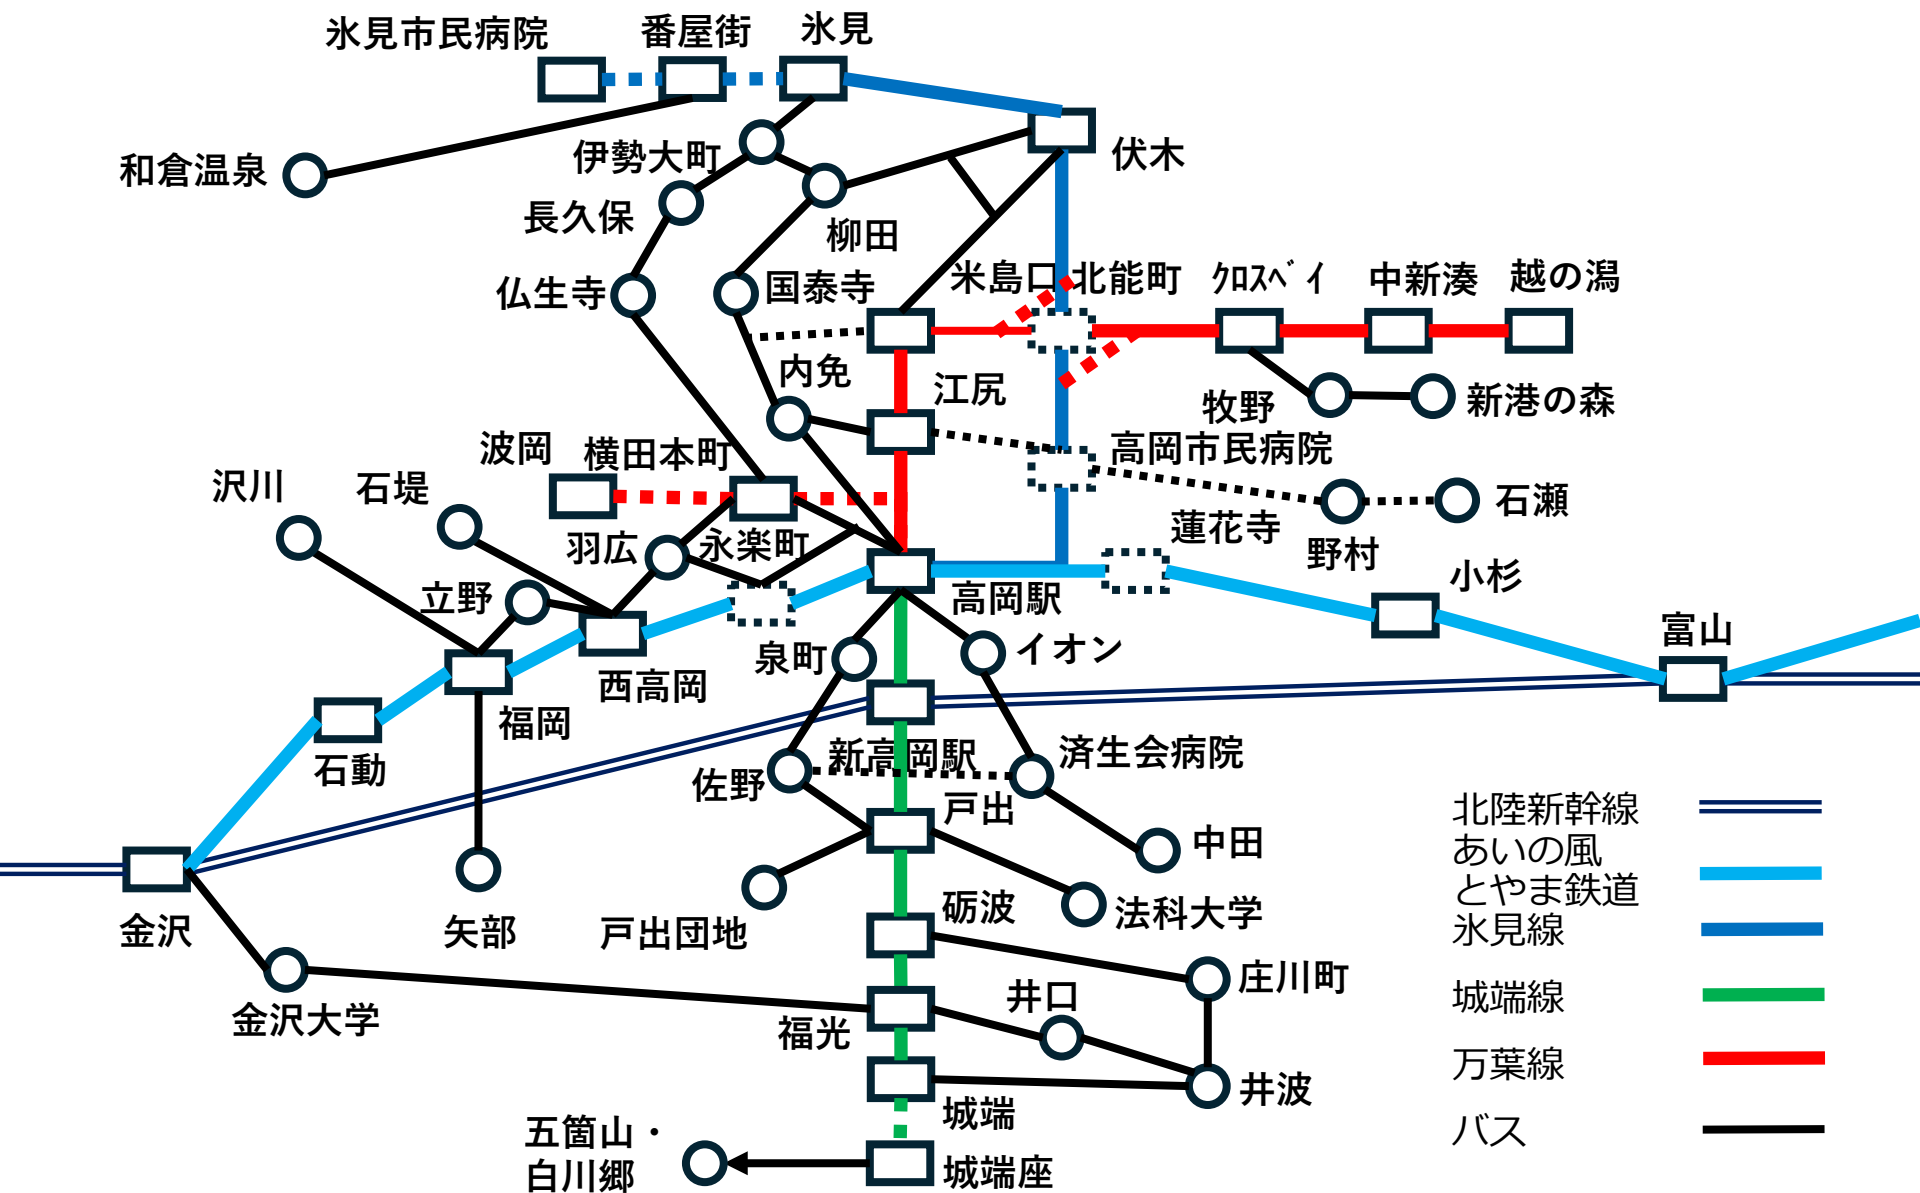 氷見市民病院
番屋街
氷見
和倉温泉
伊勢大町
伏木
長久保
柳田
仏生寺
国泰寺
米島口
北能町
ｸﾛｽﾍﾞｲ
中新湊
越の潟
内免
江尻
牧野
新港の森
波岡
横田本町
高岡市民病院
沢川
石堤
羽広
永楽町
蓮花寺
野村
石瀬
立野
高岡駅
小杉
泉町
イオン
富山
西高岡
福岡
石動
新高岡駅
済生会病院
佐野
戸出
中田
北陸新幹線
あいの風
とやま鉄道
氷見線
城端線
万葉線
バス
金沢
矢部
戸出団地
砺波
法科大学
金沢大学
福光
井口
庄川町
井波
城端
五箇山・
白川郷
城端座